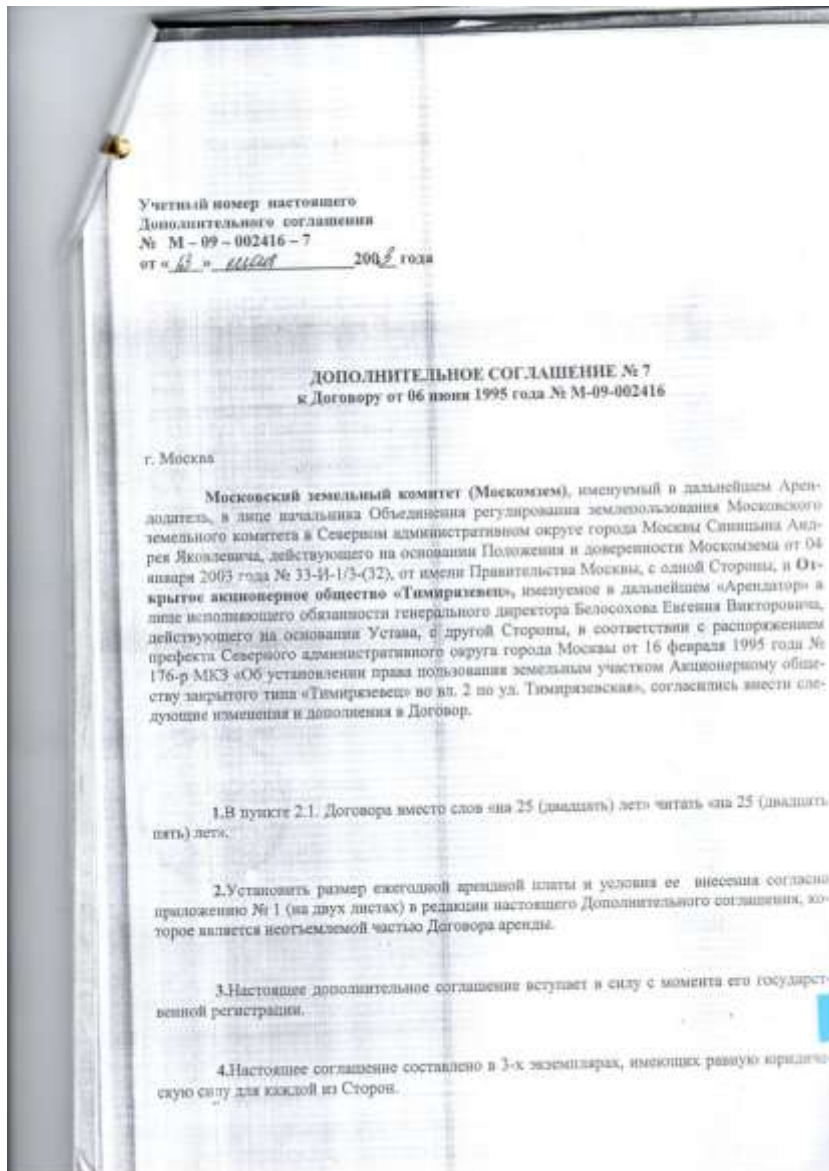 Учетный номер настоящего
Дополнительного соглашения
№ М – 09 – 002416 – 7
от « 13 » мая 2003 года
ДОПОЛНИТЕЛЬНОЕ СОГЛАШЕНИЕ № 7
к Договору от 06 июня 1995 года № М-09-002416
г. Москва
Московский земельный комитет (Москомзем), именуемый в дальнейшем Арен-
додатель, в лице начальника Объединения регулирования землепользования Московского
земельного комитета в Северном административном округе города Москвы Синицына Анд-
рея Яковлевича, действующего на основании Положения и доверенности Москомзема от 04
января 2003 года № 33-И-1/3-(32), от имени Правительства Москвы, с одной Стороны, и От-
крытое акционерное общество «Тимирязевец», именуемое в дальнейшем «Арендатор» в
лице исполняющего обязанности генерального директора Белосохова Евгения Викторовича,
действующего на основании Устава, с другой Стороны, в соответствии с распоряжением
префекта Северного административного округа города Москвы от 16 февраля 1995 года №
176-р МКЗ «Об установлении права пользования земельным участком Акционерному обще-
ству закрытого типа «Тимирязевец» во вл. 2 по ул. Тимирязевская», согласились внести сле-
дующие изменения и дополнения в Договор.
1.В пункте 2.1. Договора вместо слов «на 25 (двадцать) лет» читать «на 25 (двадцать
пять) лет».
2.Установить размер ежегодной арендной платы и условия ее внесения согласно
приложению № 1 (на двух листах) в редакции настоящего Дополнительного соглашения, ко-
торое является неотъемлемой частью Договора аренды.
3.Настоящее дополнительное соглашение вступает в силу с момента его государст-
венной регистрации.
4.Настоящее соглашение составлено в 3-х экземплярах, имеющих равную юридиче-
скую силу для каждой из Сторон.